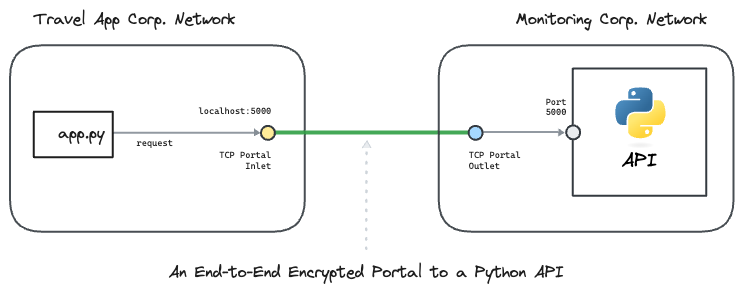 Travel App Corp. Network
Monitoring Corp. Network
localhost:5000
Port
5000
app.py
request
TCP Portal
Inlet
TCP Portal
Outlet
API
An End-to-End Encrypted Portal to a Python API